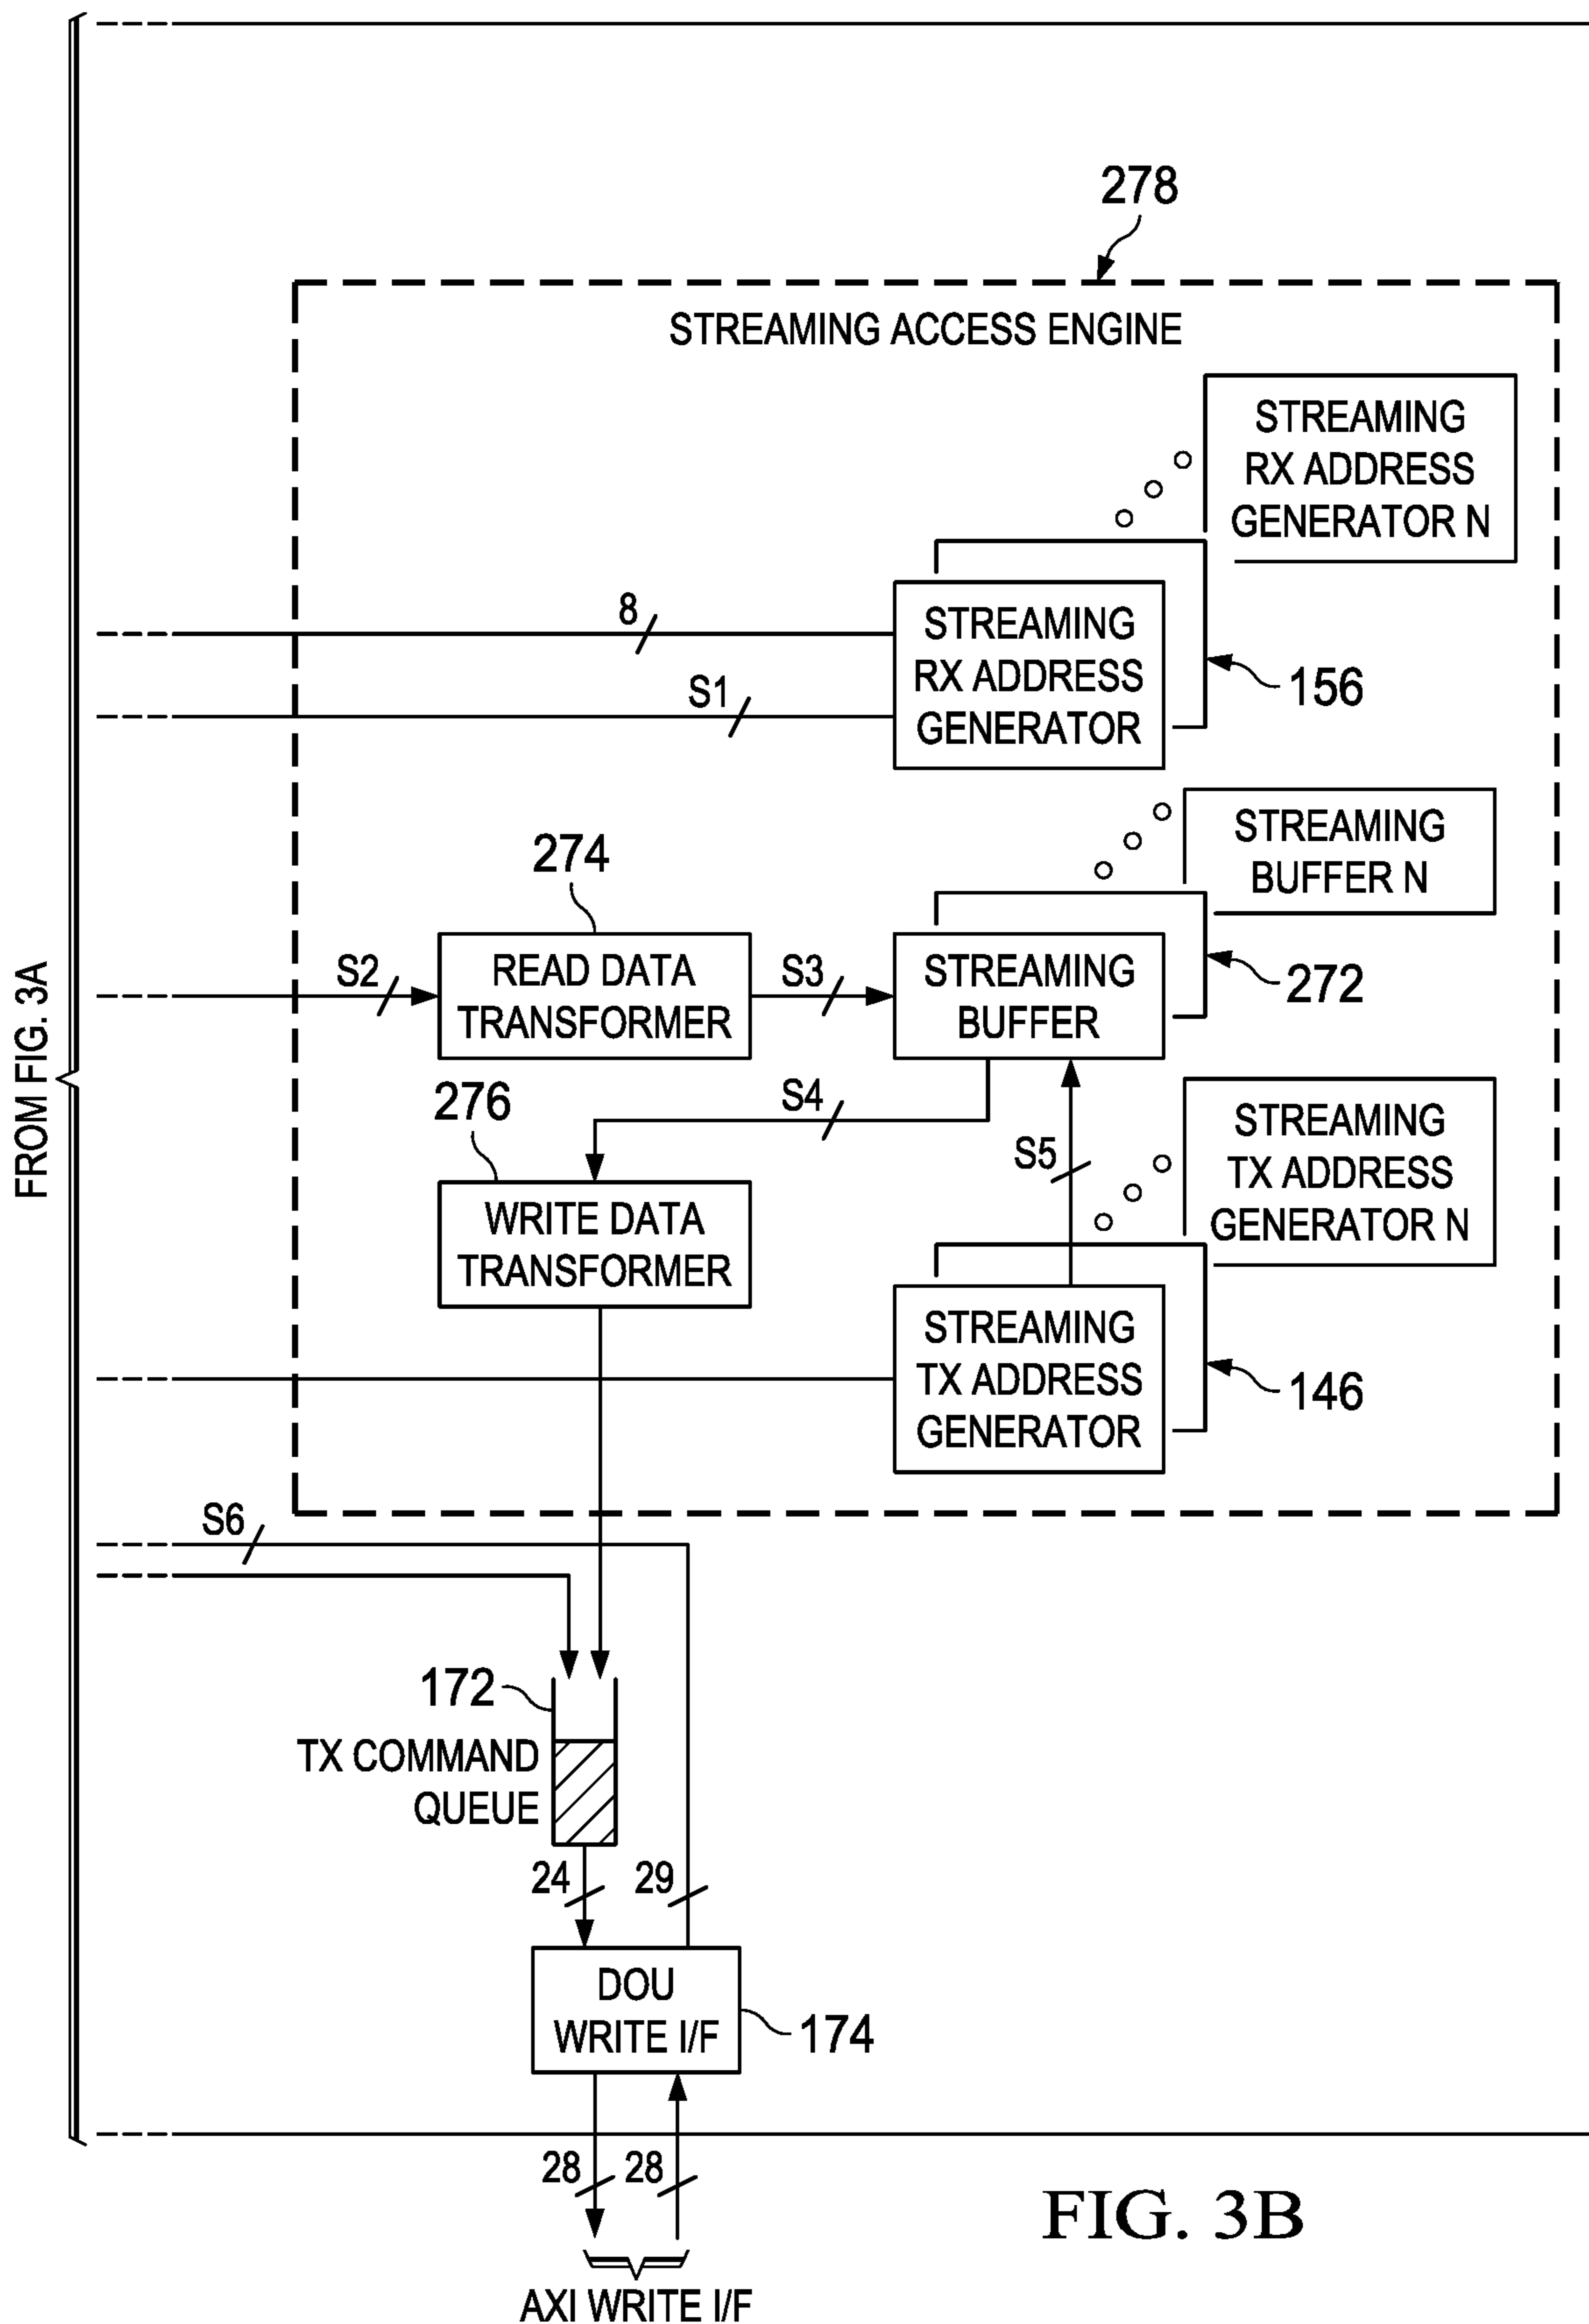 278
STREAMING ACCESS ENGINE
STREAMING
RX ADDRESS
GENERATOR N
8
STREAMING
RX ADDRESS
GENERATOR
S1
156
STREAMING
BUFFER N
274
S2
READ DATA
TRANSFORMER
S3
STREAMING
BUFFER
272
FROM FIG. 3A
276
S4
S5
STREAMING
TX ADDRESS
GENERATOR N
WRITE DATA
TRANSFORMER
STREAMING
TX ADDRESS
GENERATOR
146
S6
172
TX COMMAND
QUEUE
24
29
DOU
WRITE I/F
174
28
28
AXI WRITE I/F
FIG. 3B